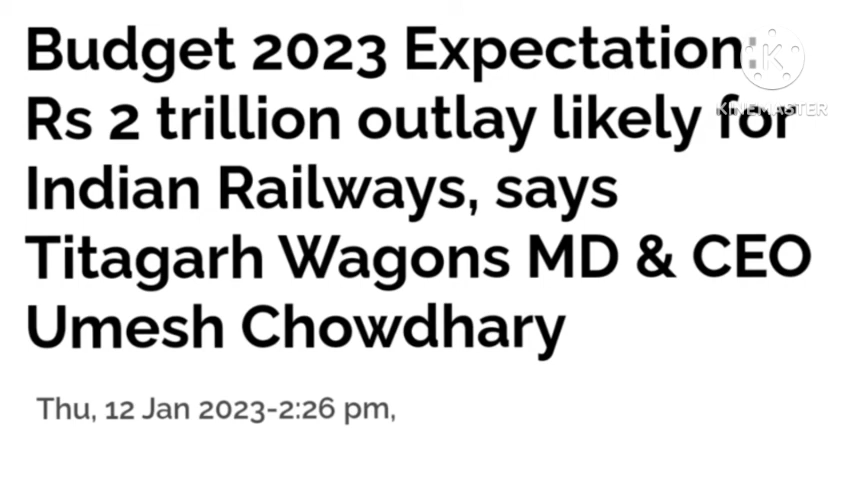 Budget 2023 Expectation:
Rs 2 trillion outlay likely for
Indian Railways, says
Titagarh Wagons MD & CEO
Umesh Chowdhary
Thu, 12 Jan 2023-2:26 pm,
K
KINEMASTER